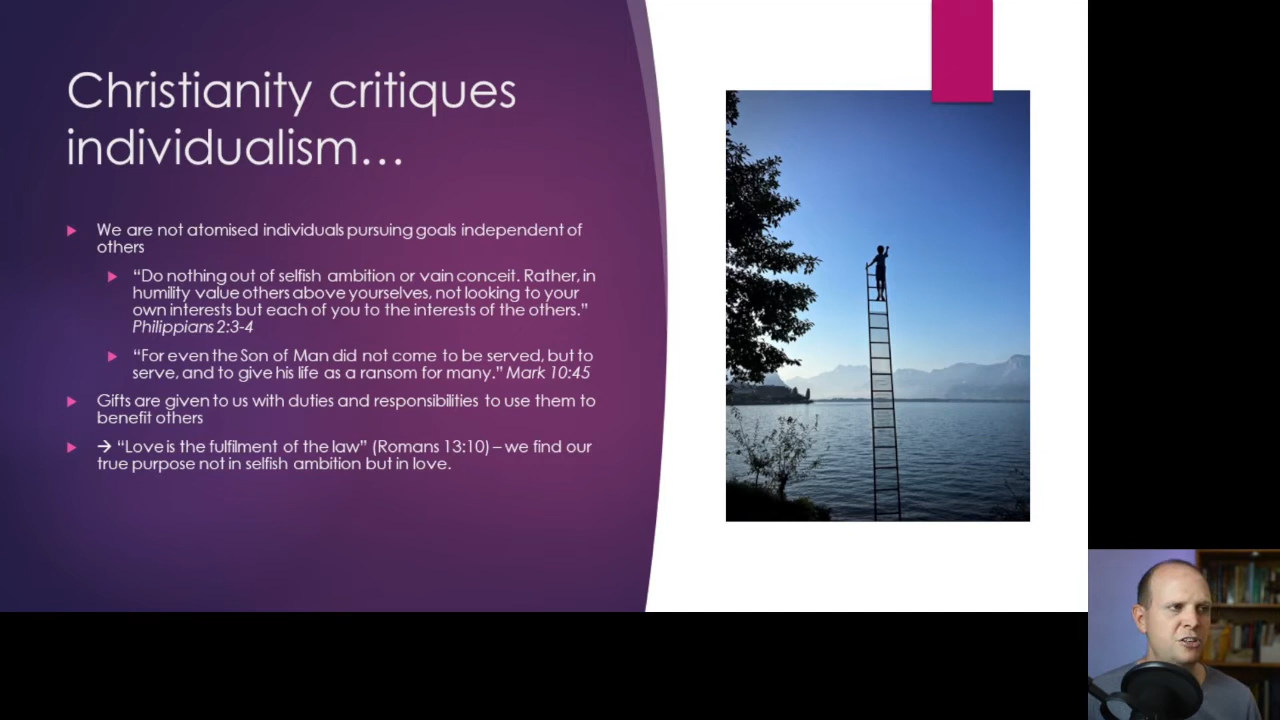 Christianity critiques
individualism...
We are not atomised individuals pursuing goals independent of
others
“Do nothing out of selfish ambition or vain conceit. Rather, in
humility value others above yourselves, not looking to your
own interests but each of you to the interests of the others.”
Philippians 2:3-4
“For even the Son of Man did not come to be served, but to
serve, and to give his life as a ransom for many.” Mark 10:45
Gifts are given to us with duties and responsibilities to use them to
benefit others
→ “Love is the fulfilment of the law” (Romans 13:10) – we find our
true purpose not in selfish ambition but in love.